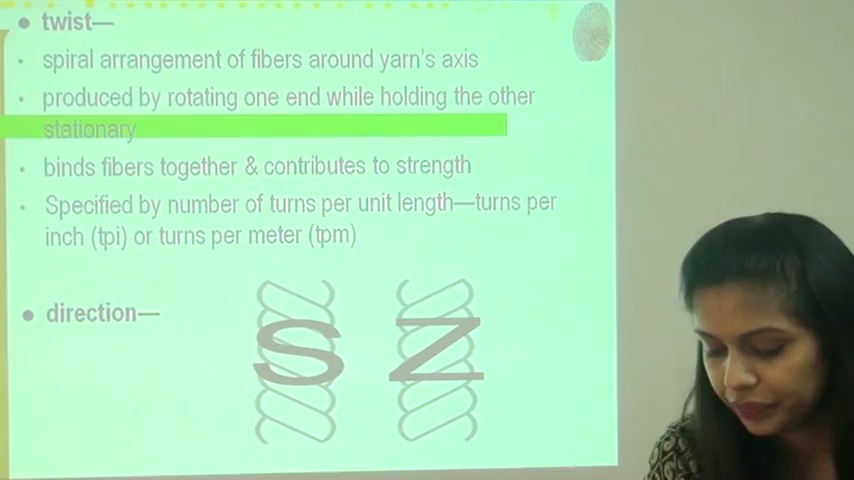 ● twist—
• spiral arrangement of fibers around yarn's axis
• produced by rotating one end while holding the other
stationary
• binds fibers together & contributes to strength
• Specified by number of turns per unit length—turns per
inch (tpi) or turns per meter (tpm)
● direction—
S Z